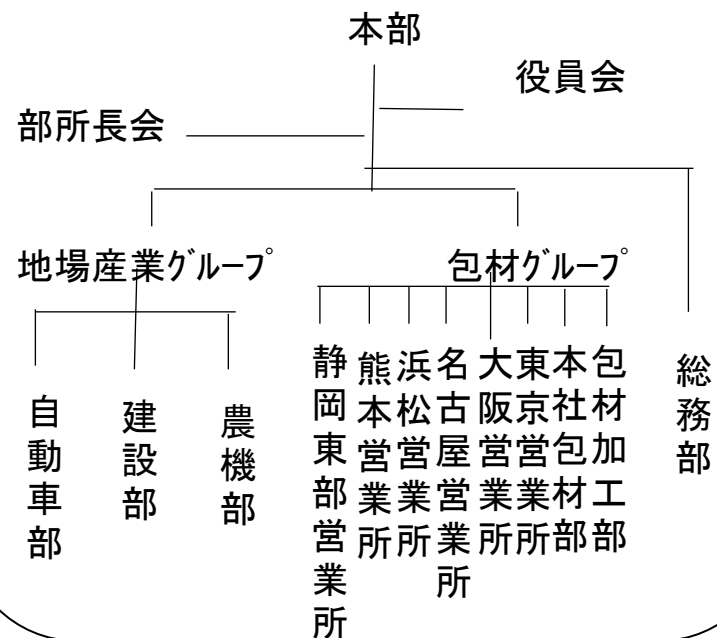 本部
役員会
部所長会
地場産業グループ
包材グループ
自動車部
建設部
農機部
静岡東部営業所
熊本営業所
浜松営業所
名古屋営業所
大阪営業所
東京営業所
本社包材部
包材加工部
総務部